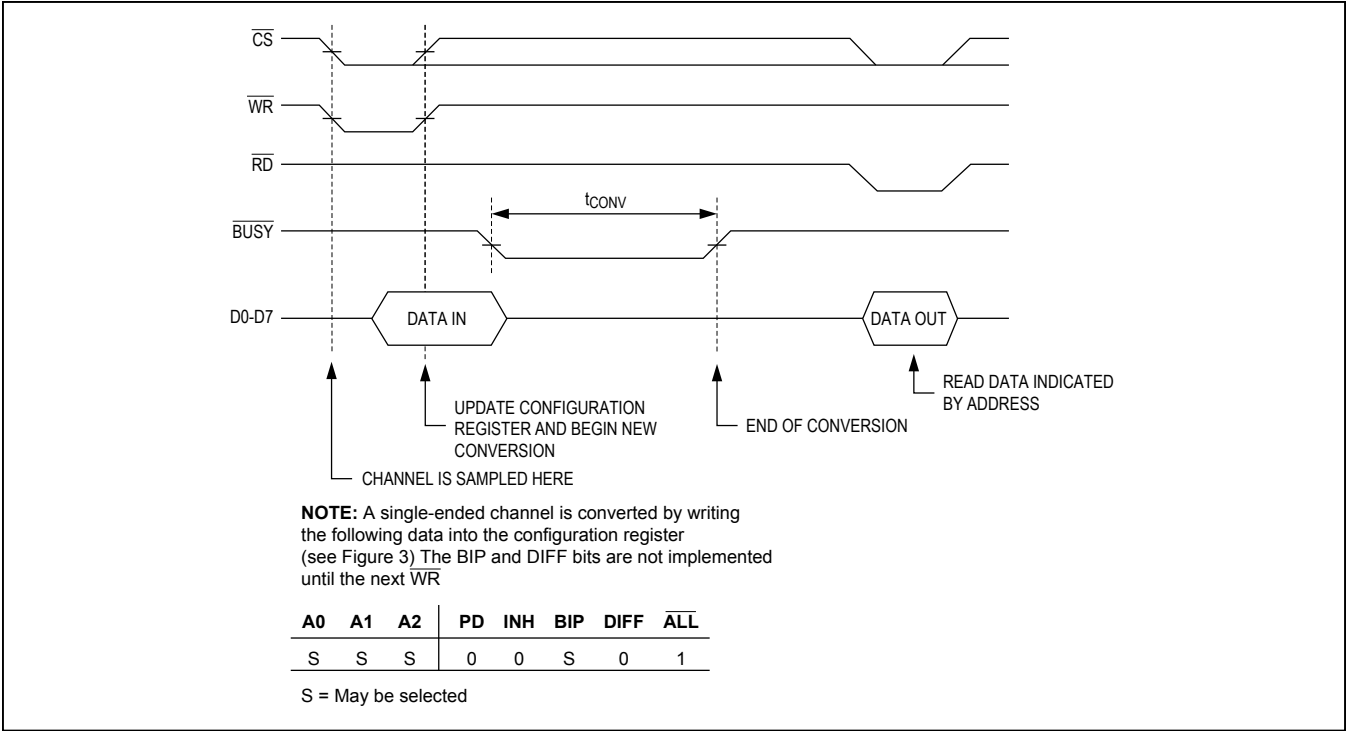 CS
WR
RD
tCONV
BUSY
D0-D7
DATA IN
DATA OUT
READ DATA INDICATED
BY ADDRESS
UPDATE CONFIGURATION
REGISTER AND BEGIN NEW
CONVERSION
END OF CONVERSION
CHANNEL IS SAMPLED HERE
NOTE: A single-ended channel is converted by writing
the following data into the configuration register
(see Figure 3) The BIP and DIFF bits are not implemented
until the next WR
A0 A1 A2 PD INH BIP DIFF ALL
S S S 0 0 S 0 1
S = May be selected